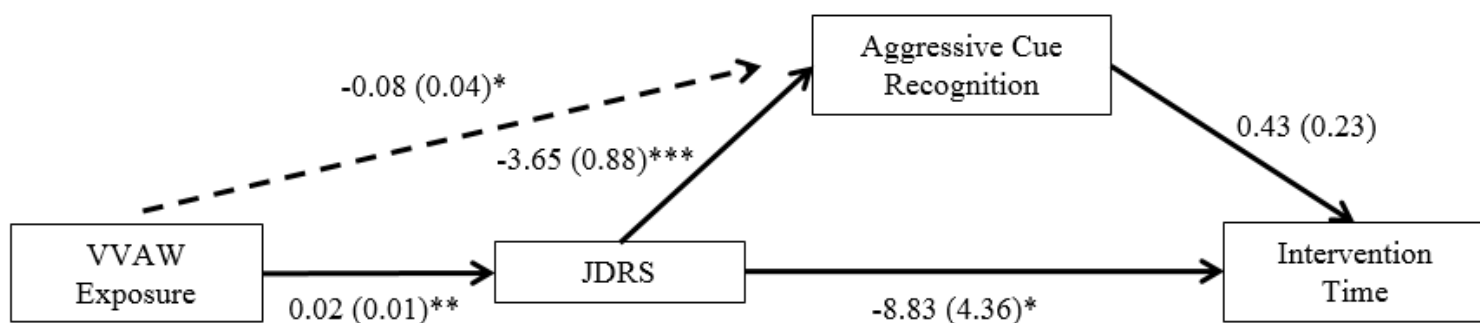 Aggressive Cue
Recognition
-0.08 (0.04)*
0.43 (0.23)
-3.65 (0.88)***
VVAW
Exposure
JDRS
Intervention
Time
0.02 (0.01)**
-8.83 (4.36)*